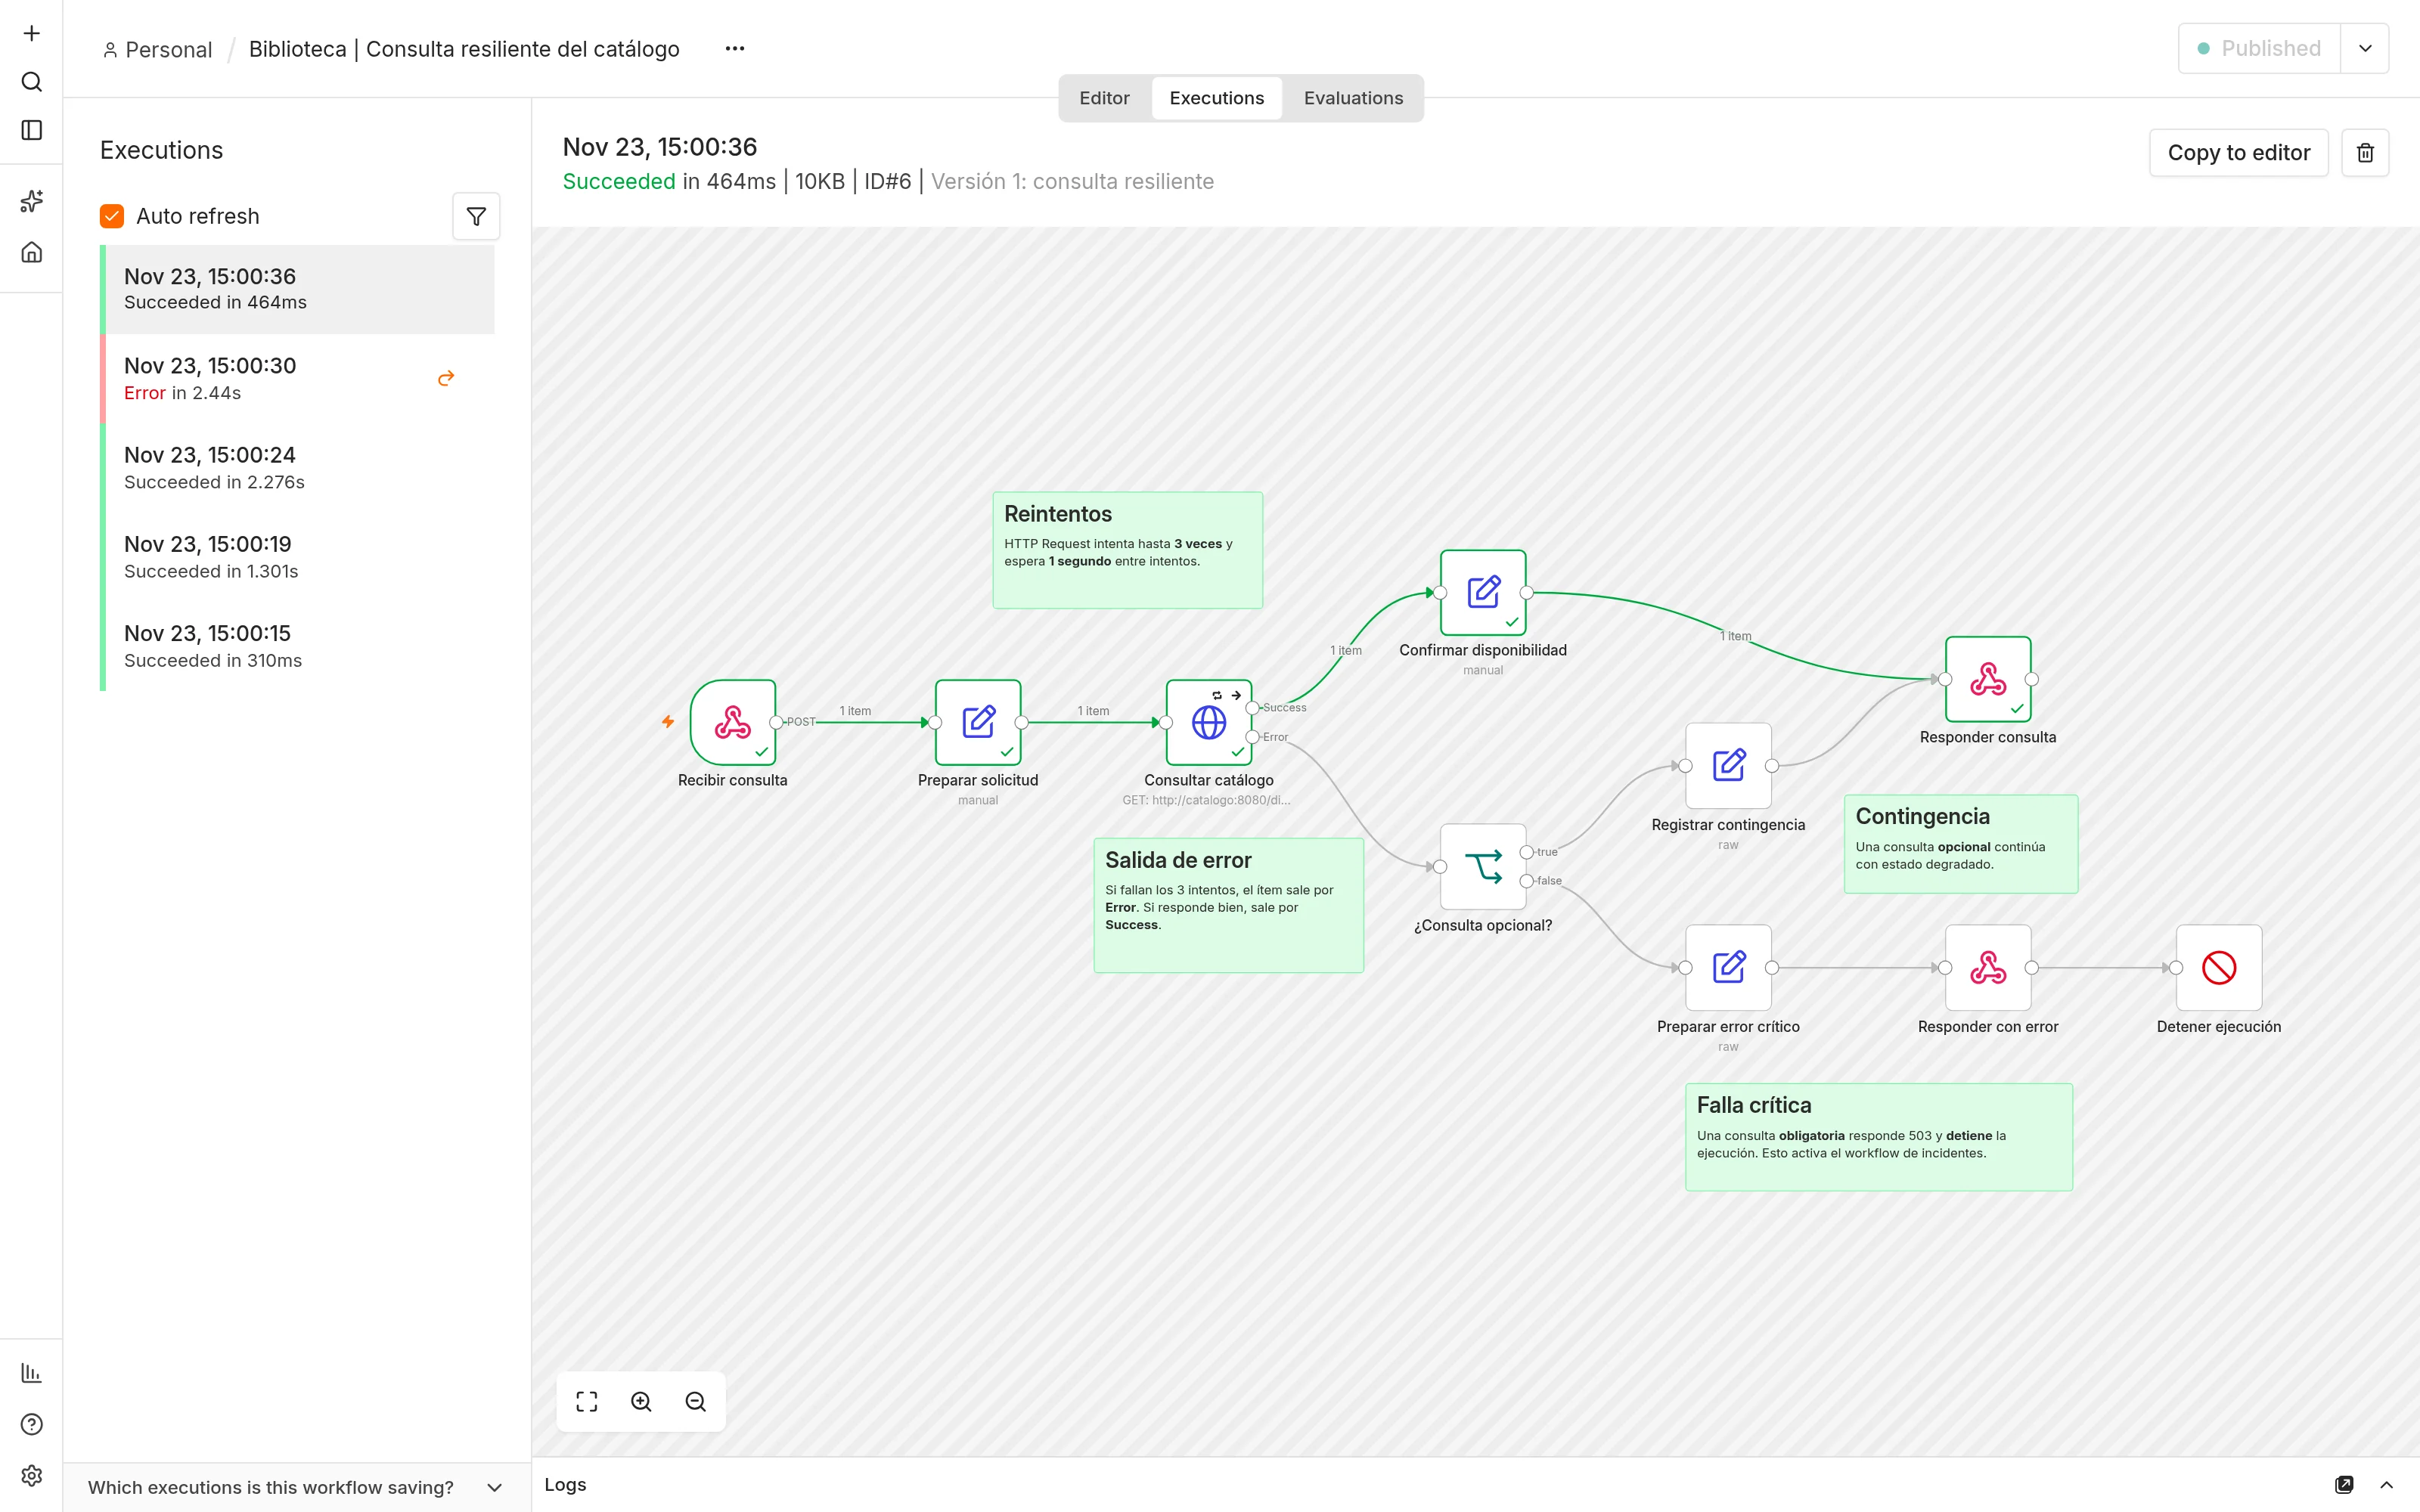 Personal / Biblioteca | Consulta resiliente del catálogo ...
Published
Editor Executions Evaluations
Executions
Auto refresh
Nov 23, 15:00:36
Succeeded in 464ms
Nov 23, 15:00:30
Error in 2.44s
Nov 23, 15:00:24
Succeeded in 2.276s
Nov 23, 15:00:19
Succeeded in 1.301s
Nov 23, 15:00:15
Succeeded in 310ms
Which executions is this workflow saving?
Nov 23, 15:00:36
Succeeded in 464ms | 10KB | ID#6 | Versión 1: consulta resiliente
Copy to editor
Reintentos
HTTP Request intenta hasta 3 veces y
espera 1 segundo entre intentos.
POST
1 item
1 item
Success
Error
1 item
1 item
Recibir consulta
Preparar solicitud
manual
Consultar catálogo
GET: http://catalogo:8080/di...
Confirmar disponibilidad
manual
Responder consulta
Salida de error
Si fallan los 3 intentos, el ítem sale por
Error. Si responde bien, sale por
Success.
¿Consulta opcional?
true
false
Registrar contingencia
raw
Contingencia
Una consulta opcional continúa
con estado degradado.
Preparar error crítico
raw
Responder con error
Detener ejecución
Falla crítica
Una consulta obligatoria responde 503 y detiene la
ejecución. Esto activa el workflow de incidentes.
Logs